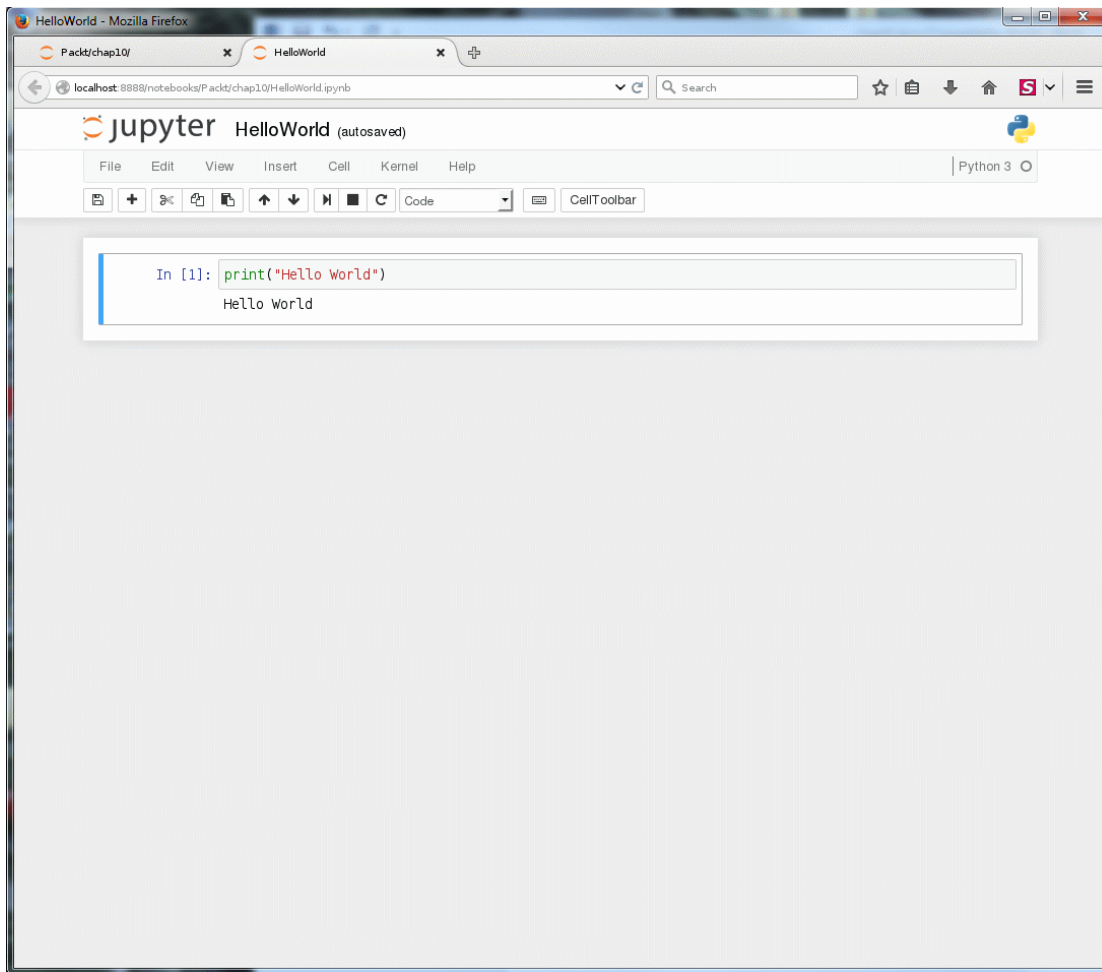 HelloWorld - Mozilla Firefox
Packt/chap10/ HelloWorld
localhost:8888/notebooks/Packt/chap10/HelloWorld.ipynb Search S
jupyter HelloWorld (autosaved)
File Edit View Insert Cell Kernel Help Python 3
Code CellToolbar
In [1]: print("Hello World")
Hello World